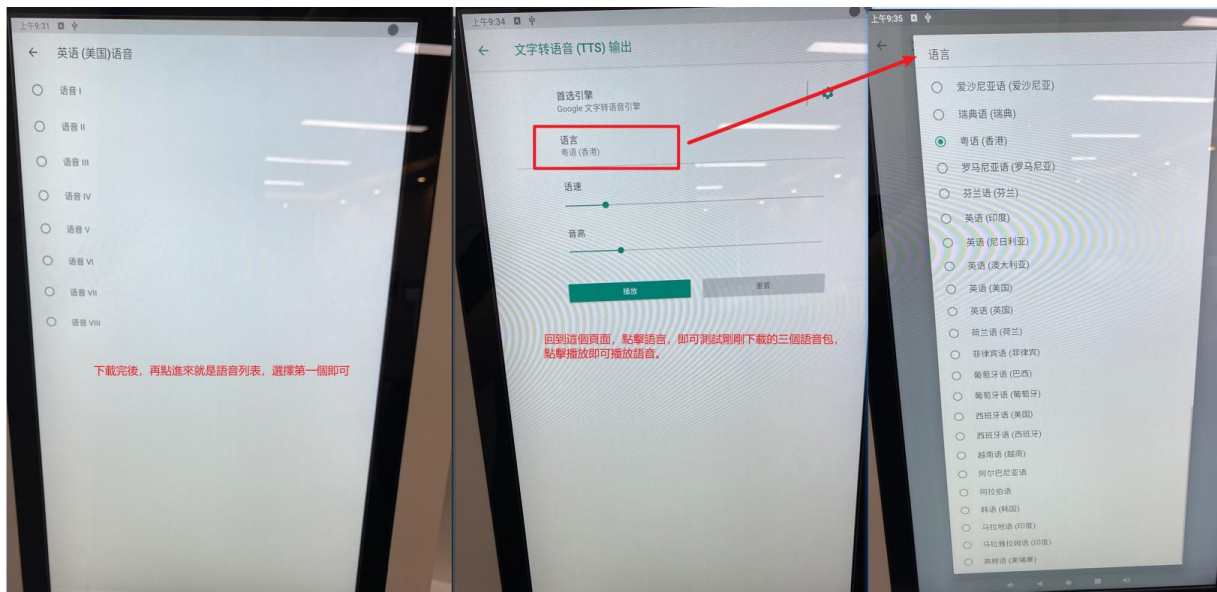 上午9:31
英语 (美国)语音
语音 I
语音 II
语音 III
语音 IV
语音 V
语音 VI
语音 VII
语音 VIII
下載完後，再點進來就是語音列表，選擇第一個即可
上午9:34
文字转语音 (TTS) 输出
首选引擎
Google 文字转语音引擎
语言
粤语 (香港)
语速
音高
播放
重置
回到這個頁面，點擊語言，即可測試剛剛下載的三個語音包，
點擊播放即可播放語音。
上午9:35
语言
爱沙尼亚语 (爱沙尼亚)
瑞典语 (瑞典)
粤语 (香港)
罗马尼亚语 (罗马尼亚)
芬兰语 (芬兰)
英语 (印度)
英语 (尼日利亚)
英语 (澳大利亚)
英语 (美国)
英语 (英国)
荷兰语 (荷兰)
菲律宾语 (菲律宾)
葡萄牙语 (巴西)
葡萄牙语 (葡萄牙)
西班牙语 (美国)
西班牙语 (西班牙)
越南语 (越南)
阿尔巴尼亚语
阿拉伯语
韩语 (韩国)
马拉地语 (印度)
马拉雅拉姆语 (印度)
高棉语 (柬埔寨)